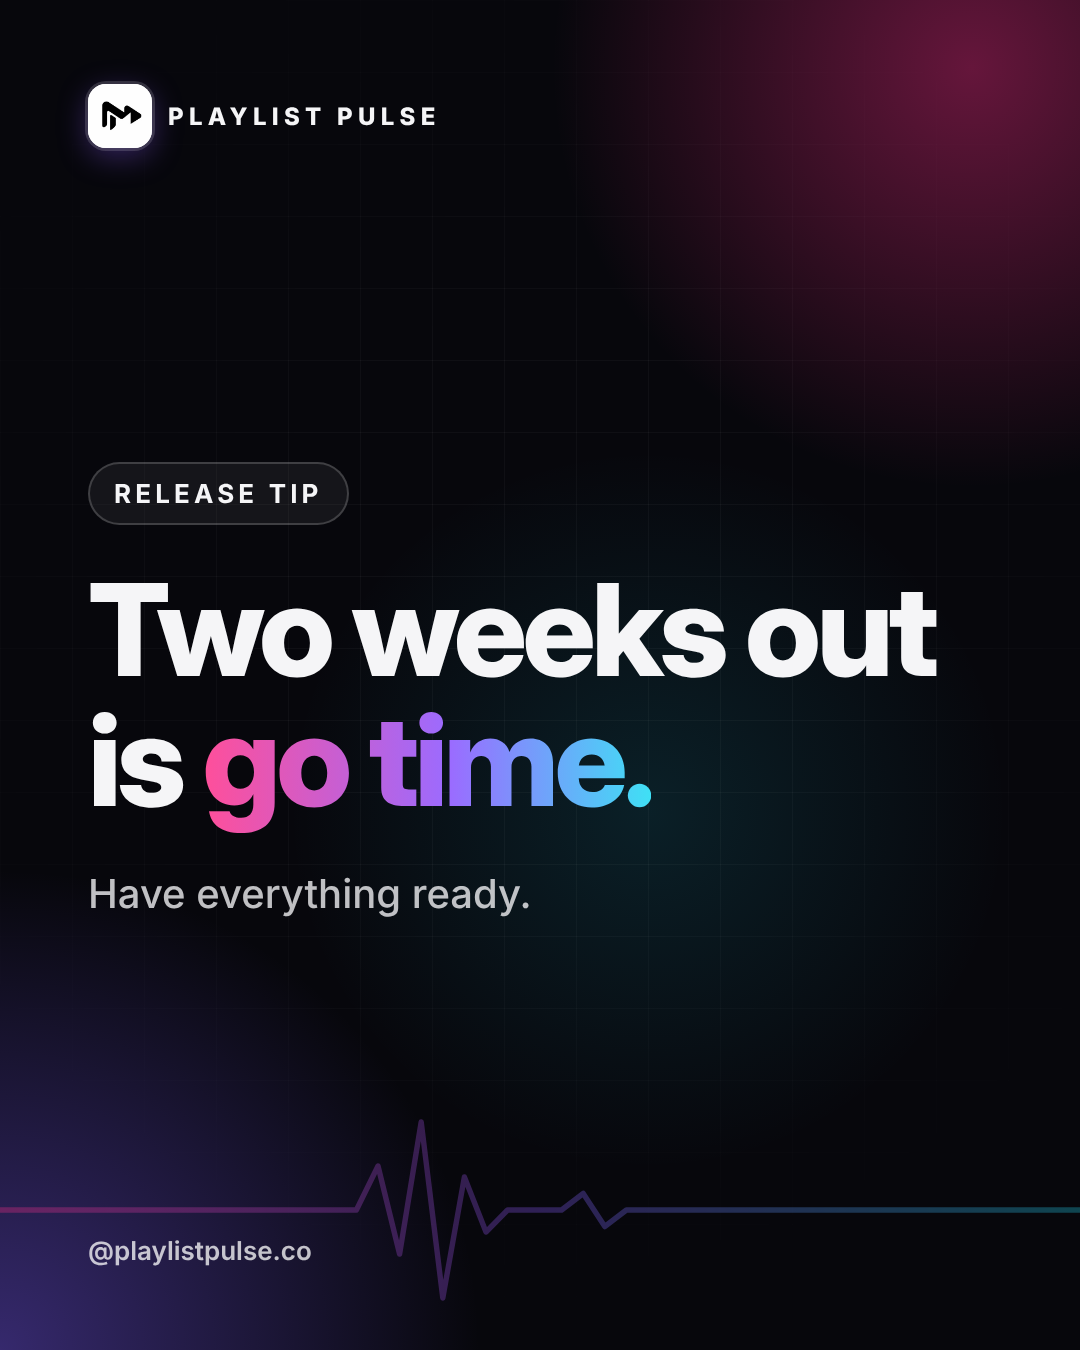 PLAYLIST PULSE
RELEASE TIP
Two weeks out
is go time.
Have everything ready.
@playlistpulse.co